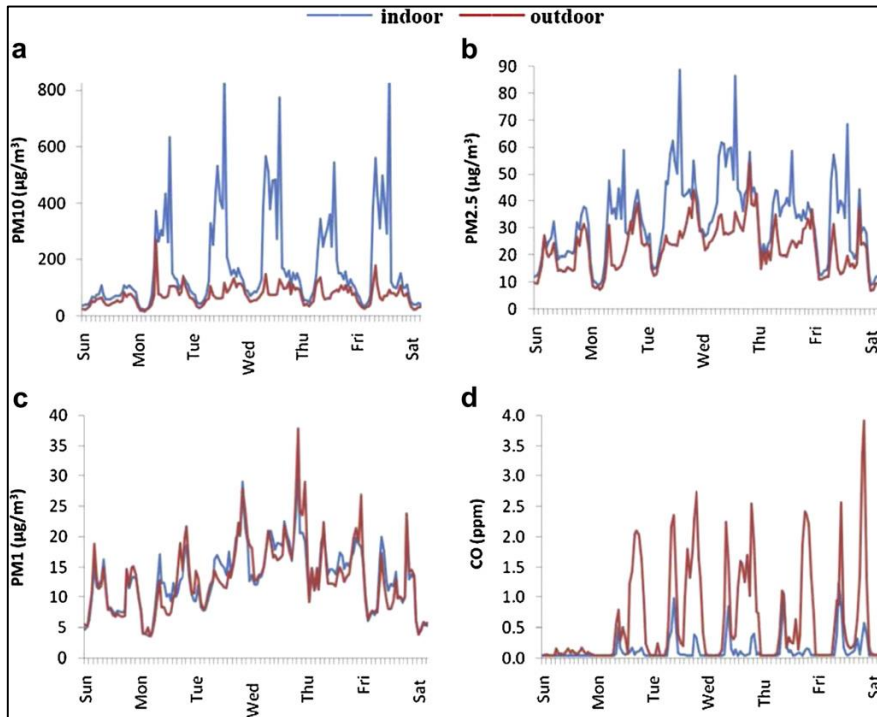 indoor outdoor
a
PM10 (µg/m³)
800
600
400
200
0
Sun Mon Tue Wed Thu Fri Sat
b
PM2.5 (µg/m³)
90
80
70
60
50
40
30
20
10
0
Sun Mon Tue Wed Thu Fri Sat
c
PM1 (µg/m³)
40
35
30
25
20
15
10
5
0
Sun Mon Tue Wed Thu Fri Sat
d
CO (ppm)
4.0
3.5
3.0
2.5
2.0
1.5
1.0
0.5
0.0
Sun Mon Tue Wed Thu Fri Sat